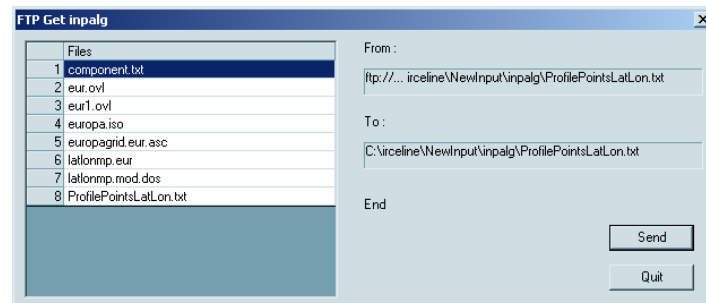 FTP Get inpalg
Files
1 component.txt
2 eur.ovl
3 eur1.ovl
4 europa.iso
5 europagrid.eur.asc
6 latlonmp.eur
7 latlonmp.mod.dos
8 ProfilePointsLatLon.txt
From :
ftp://... irceline\NewInput\inpalg\ProfilePointsLatLon.txt
To :
C:\irceline\NewInput\inpalg\ProfilePointsLatLon.txt
End
Send
Quit